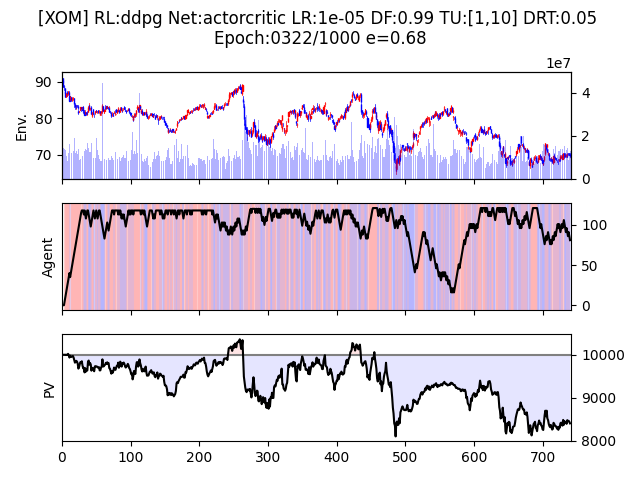 [XOM] RL:ddpg Net:actorcritic LR:1e-05 DF:0.99 TU:[1,10] DRT:0.05
Epoch:0322/1000 e=0.68
1e7
90
80
70
Env.
4
2
0
Agent
100
50
0
PV
10000
9000
8000
0 100 200 300 400 500 600 700